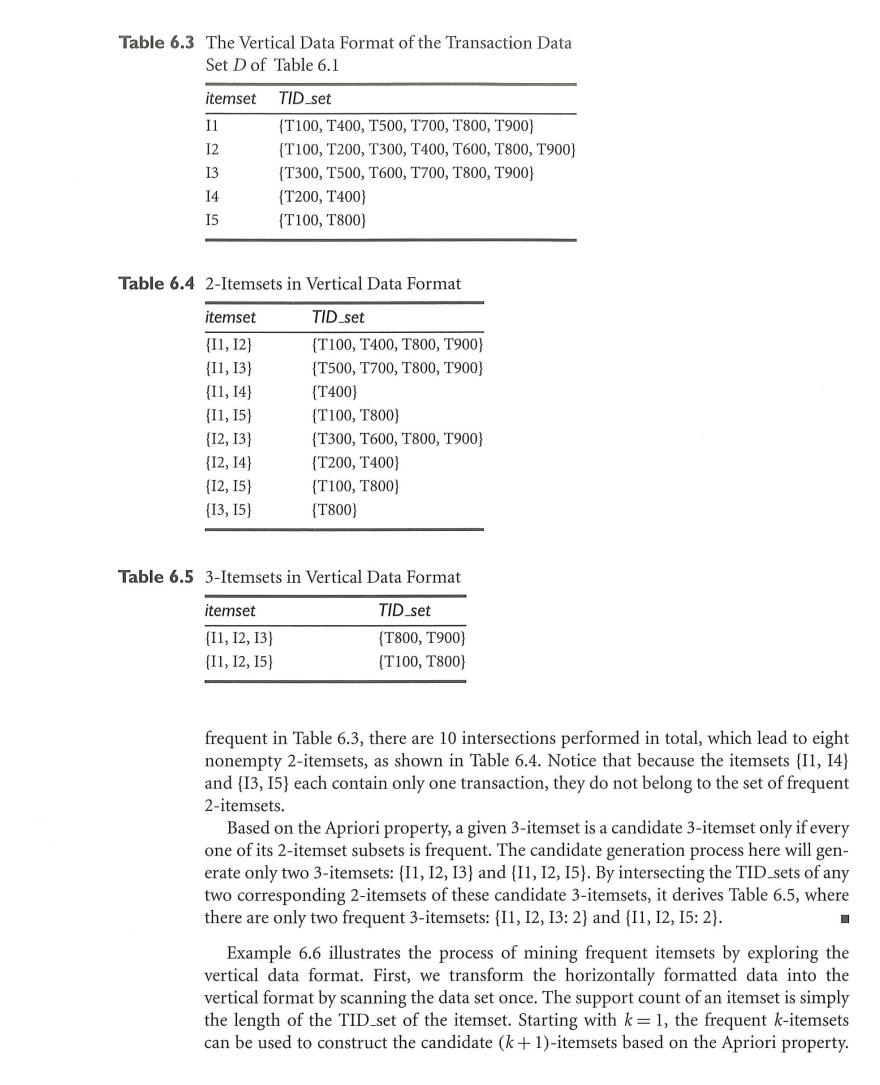 Table 6.3 The Vertical Data Format of the Transaction Data
Set D of Table 6.1
itemset TID_set
I1 {T100, T400, T500, T700, T800, T900}
I2 {T100, T200, T300, T400, T600, T800, T900}
I3 {T300, T500, T600, T700, T800, T900}
I4 {T200, T400}
I5 {T100, T800}
Table 6.4 2-Itemsets in Vertical Data Format
itemset TID_set
{I1, I2} {T100, T400, T800, T900}
{I1, I3} {T500, T700, T800, T900}
{I1, I4} {T400}
{I1, I5} {T100, T800}
{I2, I3} {T300, T600, T800, T900}
{I2, I4} {T200, T400}
{I2, I5} {T100, T800}
{I3, I5} {T800}
Table 6.5 3-Itemsets in Vertical Data Format
itemset TID_set
{I1, I2, I3} {T800, T900}
{I1, I2, I5} {T100, T800}
frequent in Table 6.3, there are 10 intersections performed in total, which lead to eight
nonempty 2-itemsets, as shown in Table 6.4. Notice that because the itemsets {I1, I4}
and {I3, I5} each contain only one transaction, they do not belong to the set of frequent
2-itemsets.
Based on the Apriori property, a given 3-itemset is a candidate 3-itemset only if every
one of its 2-itemset subsets is frequent. The candidate generation process here will gen-
erate only two 3-itemsets: {I1, I2, I3} and {I1, I2, I5}. By intersecting the TID_sets of any
two corresponding 2-itemsets of these candidate 3-itemsets, it derives Table 6.5, where
there are only two frequent 3-itemsets: {I1, I2, I3: 2} and {I1, I2, I5: 2}.
Example 6.6 illustrates the process of mining frequent itemsets by exploring the
vertical data format. First, we transform the horizontally formatted data into the
vertical format by scanning the data set once. The support count of an itemset is simply
the length of the TID_set of the itemset. Starting with k = 1, the frequent k-itemsets
can be used to construct the candidate (k + 1)-itemsets based on the Apriori property.